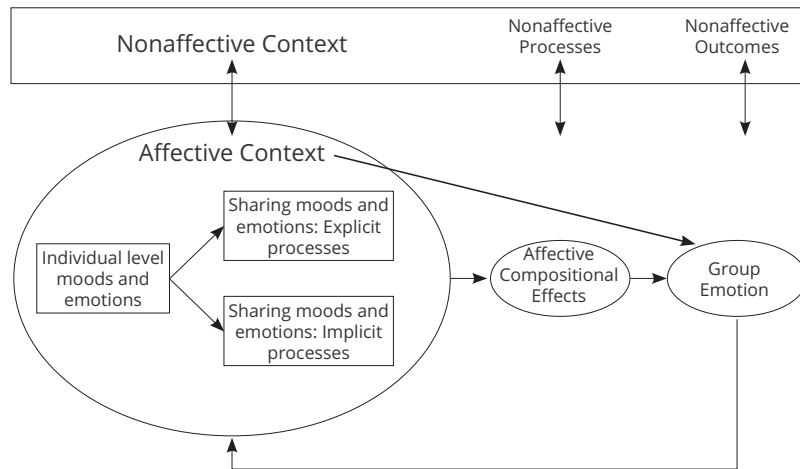 Nonaffective Context
Nonaffective
Processes
Nonaffective
Outcomes
Affective Context
Individual level
moods and
emotions
Sharing moods and
emotions: Explicit
processes
Sharing moods and
emotions: Implicit
processes
Affective
Compositional
Effects
Group
Emotion